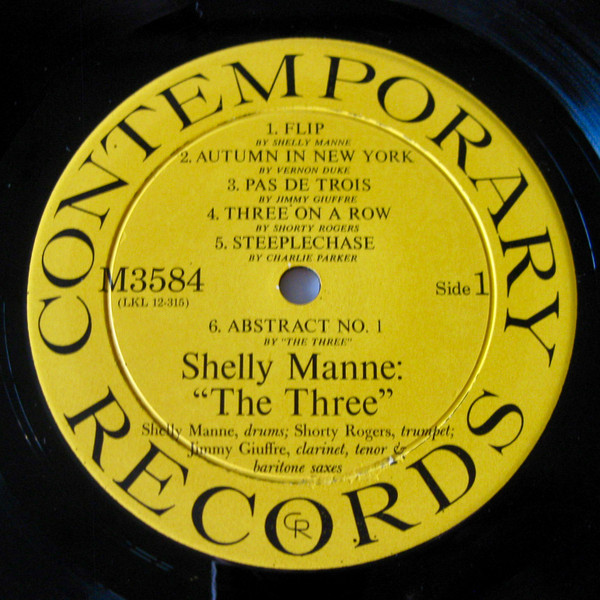 CONTEMPORARY
1. FLIP
BY SHELLY MANNE
2. AUTUMN IN NEW YORK
BY VERNON DUKE
3. PAS DE TROIS
BY JIMMY GIUFFRE
4. THREE ON A ROW
BY SHORTY ROGERS
5. STEEPLECHASE
BY CHARLIE PARKER
M3584
(LKL 12-315)
Side 1
6. ABSTRACT NO. 1
BY "THE THREE"
Shelly Manne:
“The Three”
Shelly Manne, drums; Shorty Rogers, trumpet;
Jimmy Giuffre, clarinet, tenor &
baritone saxes
RECORDS
CR